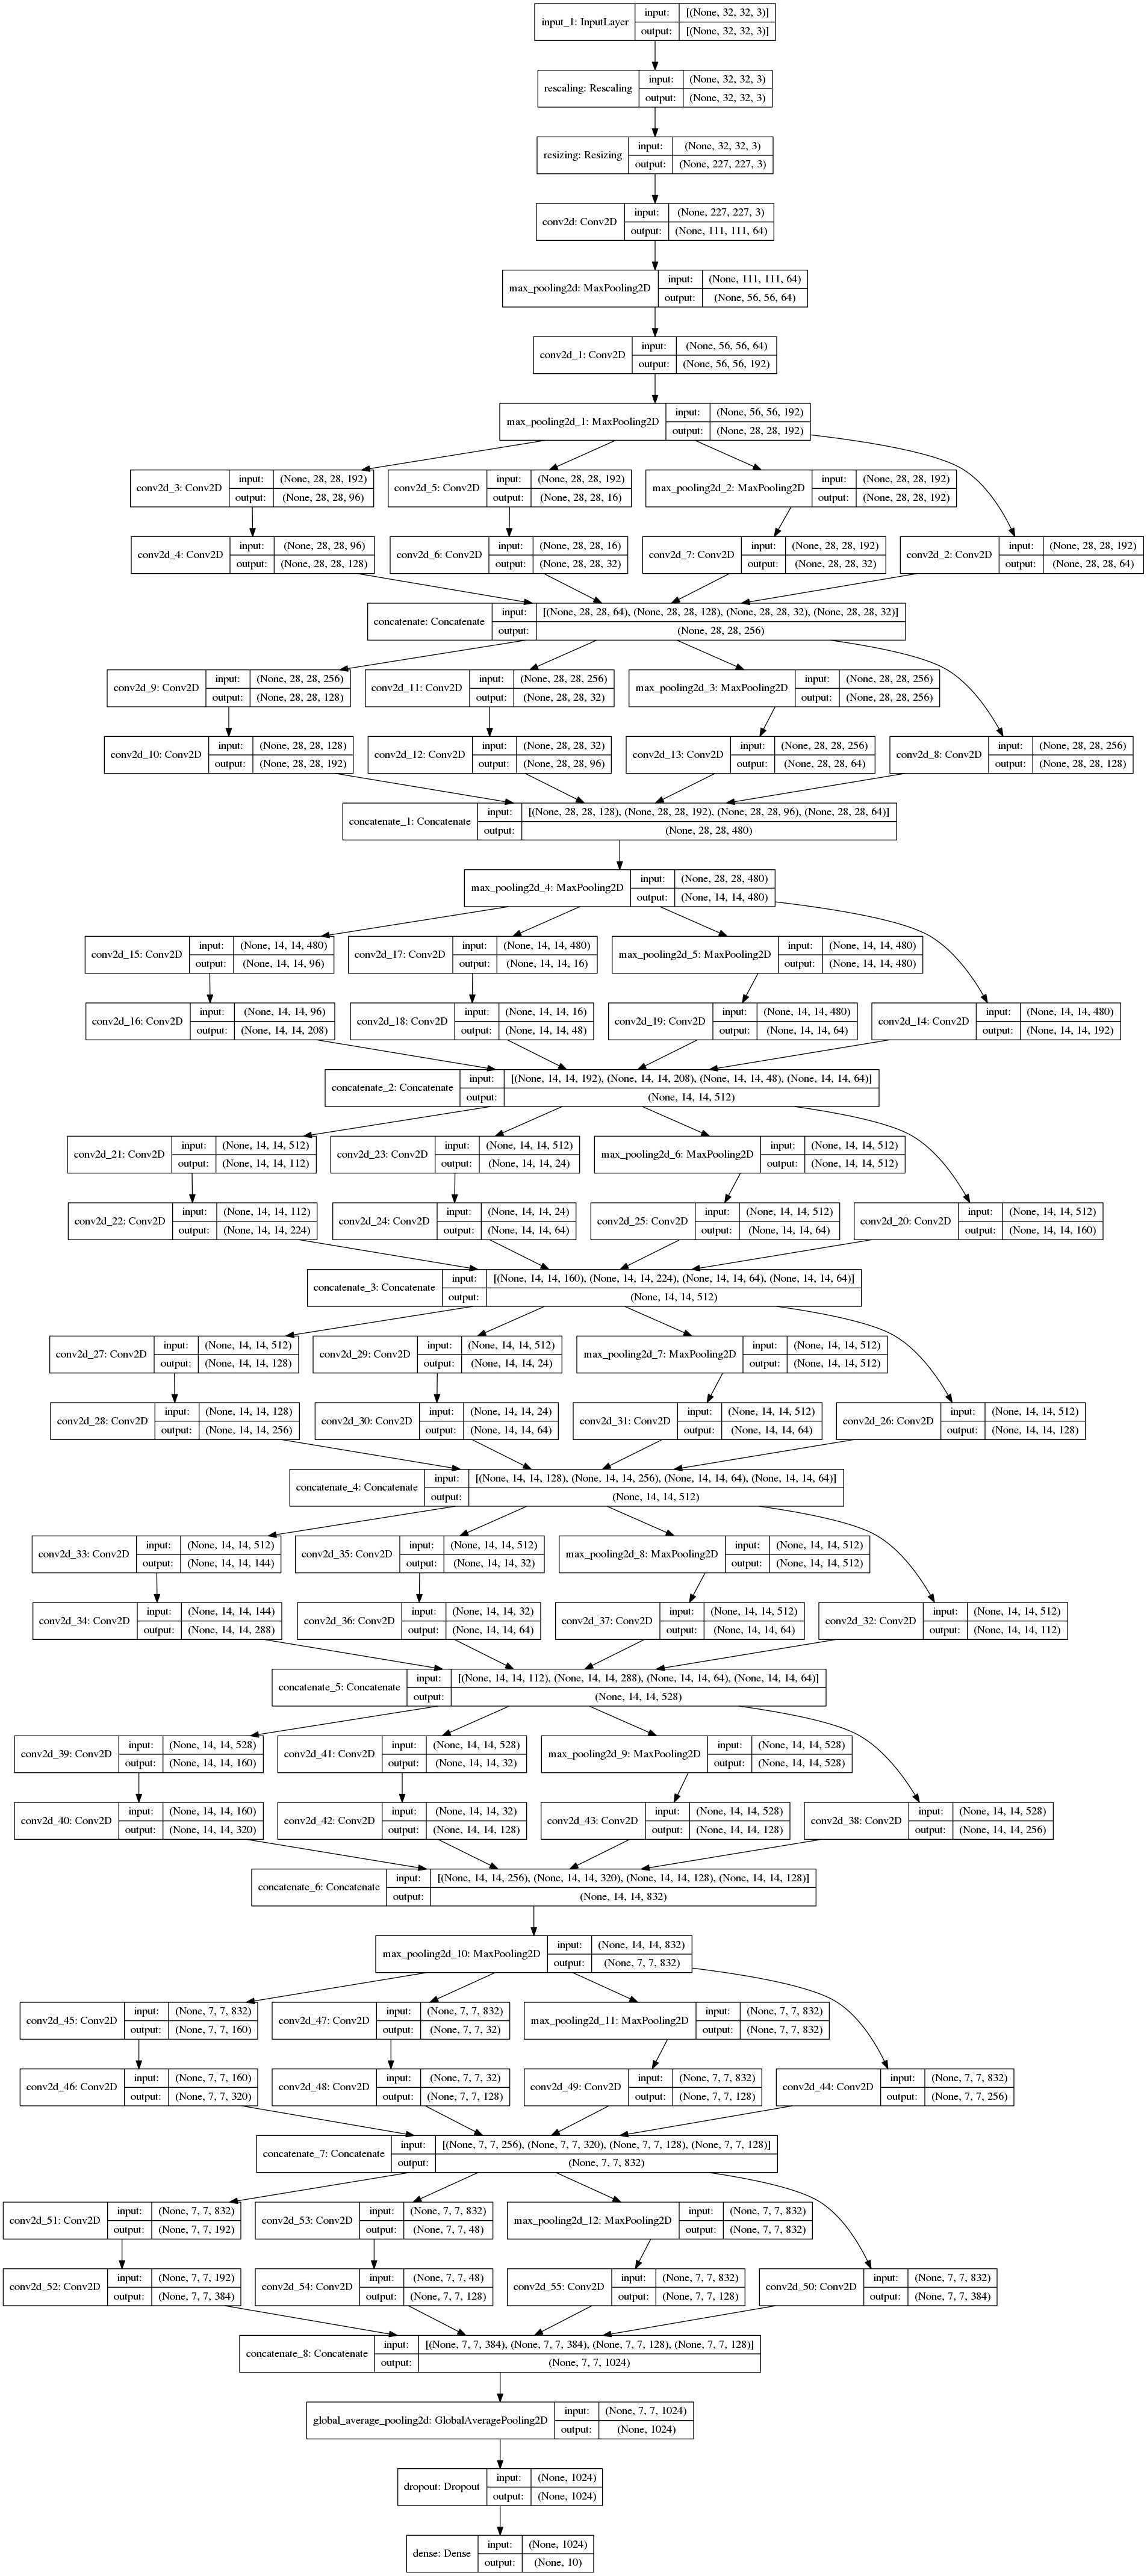 input_1: InputLayer
input: [(None, 32, 32, 3)]
output: [(None, 32, 32, 3)]
rescaling: Rescaling
input: (None, 32, 32, 3)
output: (None, 32, 32, 3)
resizing: Resizing
input: (None, 32, 32, 3)
output: (None, 227, 227, 3)
conv2d: Conv2D
input: (None, 227, 227, 3)
output: (None, 111, 111, 64)
max_pooling2d: MaxPooling2D
input: (None, 111, 111, 64)
output: (None, 56, 56, 64)
conv2d_1: Conv2D
input: (None, 56, 56, 64)
output: (None, 56, 56, 192)
max_pooling2d_1: MaxPooling2D
input: (None, 56, 56, 192)
output: (None, 28, 28, 192)
conv2d_3: Conv2D
input: (None, 28, 28, 192)
output: (None, 28, 28, 96)
conv2d_5: Conv2D
input: (None, 28, 28, 192)
output: (None, 28, 28, 16)
max_pooling2d_2: MaxPooling2D
input: (None, 28, 28, 192)
output: (None, 28, 28, 192)
conv2d_4: Conv2D
input: (None, 28, 28, 96)
output: (None, 28, 28, 128)
conv2d_6: Conv2D
input: (None, 28, 28, 16)
output: (None, 28, 28, 32)
conv2d_7: Conv2D
input: (None, 28, 28, 192)
output: (None, 28, 28, 32)
conv2d_2: Conv2D
input: (None, 28, 28, 192)
output: (None, 28, 28, 64)
concatenate: Concatenate
input: [(None, 28, 28, 64), (None, 28, 28, 128), (None, 28, 28, 32), (None, 28, 28, 32)]
output: (None, 28, 28, 256)
conv2d_9: Conv2D
input: (None, 28, 28, 256)
output: (None, 28, 28, 128)
conv2d_11: Conv2D
input: (None, 28, 28, 256)
output: (None, 28, 28, 32)
max_pooling2d_3: MaxPooling2D
input: (None, 28, 28, 256)
output: (None, 28, 28, 256)
conv2d_10: Conv2D
input: (None, 28, 28, 128)
output: (None, 28, 28, 192)
conv2d_12: Conv2D
input: (None, 28, 28, 32)
output: (None, 28, 28, 96)
conv2d_13: Conv2D
input: (None, 28, 28, 256)
output: (None, 28, 28, 64)
conv2d_8: Conv2D
input: (None, 28, 28, 256)
output: (None, 28, 28, 128)
concatenate_1: Concatenate
input: [(None, 28, 28, 128), (None, 28, 28, 192), (None, 28, 28, 96), (None, 28, 28, 64)]
output: (None, 28, 28, 480)
max_pooling2d_4: MaxPooling2D
input: (None, 28, 28, 480)
output: (None, 14, 14, 480)
conv2d_15: Conv2D
input: (None, 14, 14, 480)
output: (None, 14, 14, 96)
conv2d_17: Conv2D
input: (None, 14, 14, 480)
output: (None, 14, 14, 16)
max_pooling2d_5: MaxPooling2D
input: (None, 14, 14, 480)
output: (None, 14, 14, 480)
conv2d_16: Conv2D
input: (None, 14, 14, 96)
output: (None, 14, 14, 208)
conv2d_18: Conv2D
input: (None, 14, 14, 16)
output: (None, 14, 14, 48)
conv2d_19: Conv2D
input: (None, 14, 14, 480)
output: (None, 14, 14, 64)
conv2d_14: Conv2D
input: (None, 14, 14, 480)
output: (None, 14, 14, 192)
concatenate_2: Concatenate
input: [(None, 14, 14, 192), (None, 14, 14, 208), (None, 14, 14, 48), (None, 14, 14, 64)]
output: (None, 14, 14, 512)
conv2d_21: Conv2D
input: (None, 14, 14, 512)
output: (None, 14, 14, 112)
conv2d_23: Conv2D
input: (None, 14, 14, 512)
output: (None, 14, 14, 24)
max_pooling2d_6: MaxPooling2D
input: (None, 14, 14, 512)
output: (None, 14, 14, 512)
conv2d_22: Conv2D
input: (None, 14, 14, 112)
output: (None, 14, 14, 224)
conv2d_24: Conv2D
input: (None, 14, 14, 24)
output: (None, 14, 14, 64)
conv2d_25: Conv2D
input: (None, 14, 14, 512)
output: (None, 14, 14, 64)
conv2d_20: Conv2D
input: (None, 14, 14, 512)
output: (None, 14, 14, 160)
concatenate_3: Concatenate
input: [(None, 14, 14, 160), (None, 14, 14, 224), (None, 14, 14, 64), (None, 14, 14, 64)]
output: (None, 14, 14, 512)
conv2d_27: Conv2D
input: (None, 14, 14, 512)
output: (None, 14, 14, 128)
conv2d_29: Conv2D
input: (None, 14, 14, 512)
output: (None, 14, 14, 24)
max_pooling2d_7: MaxPooling2D
input: (None, 14, 14, 512)
output: (None, 14, 14, 512)
conv2d_28: Conv2D
input: (None, 14, 14, 128)
output: (None, 14, 14, 256)
conv2d_30: Conv2D
input: (None, 14, 14, 24)
output: (None, 14, 14, 64)
conv2d_31: Conv2D
input: (None, 14, 14, 512)
output: (None, 14, 14, 64)
conv2d_26: Conv2D
input: (None, 14, 14, 512)
output: (None, 14, 14, 128)
concatenate_4: Concatenate
input: [(None, 14, 14, 128), (None, 14, 14, 256), (None, 14, 14, 64), (None, 14, 14, 64)]
output: (None, 14, 14, 512)
conv2d_33: Conv2D
input: (None, 14, 14, 512)
output: (None, 14, 14, 144)
conv2d_35: Conv2D
input: (None, 14, 14, 512)
output: (None, 14, 14, 32)
max_pooling2d_8: MaxPooling2D
input: (None, 14, 14, 512)
output: (None, 14, 14, 512)
conv2d_34: Conv2D
input: (None, 14, 14, 144)
output: (None, 14, 14, 288)
conv2d_36: Conv2D
input: (None, 14, 14, 32)
output: (None, 14, 14, 64)
conv2d_37: Conv2D
input: (None, 14, 14, 512)
output: (None, 14, 14, 64)
conv2d_32: Conv2D
input: (None, 14, 14, 512)
output: (None, 14, 14, 112)
concatenate_5: Concatenate
input: [(None, 14, 14, 112), (None, 14, 14, 288), (None, 14, 14, 64), (None, 14, 14, 64)]
output: (None, 14, 14, 528)
conv2d_39: Conv2D
input: (None, 14, 14, 528)
output: (None, 14, 14, 160)
conv2d_41: Conv2D
input: (None, 14, 14, 528)
output: (None, 14, 14, 32)
max_pooling2d_9: MaxPooling2D
input: (None, 14, 14, 528)
output: (None, 14, 14, 528)
conv2d_40: Conv2D
input: (None, 14, 14, 160)
output: (None, 14, 14, 320)
conv2d_42: Conv2D
input: (None, 14, 14, 32)
output: (None, 14, 14, 128)
conv2d_43: Conv2D
input: (None, 14, 14, 528)
output: (None, 14, 14, 128)
conv2d_38: Conv2D
input: (None, 14, 14, 528)
output: (None, 14, 14, 256)
concatenate_6: Concatenate
input: [(None, 14, 14, 256), (None, 14, 14, 320), (None, 14, 14, 128), (None, 14, 14, 128)]
output: (None, 14, 14, 832)
max_pooling2d_10: MaxPooling2D
input: (None, 14, 14, 832)
output: (None, 7, 7, 832)
conv2d_45: Conv2D
input: (None, 7, 7, 832)
output: (None, 7, 7, 160)
conv2d_47: Conv2D
input: (None, 7, 7, 832)
output: (None, 7, 7, 32)
max_pooling2d_11: MaxPooling2D
input: (None, 7, 7, 832)
output: (None, 7, 7, 832)
conv2d_46: Conv2D
input: (None, 7, 7, 160)
output: (None, 7, 7, 320)
conv2d_48: Conv2D
input: (None, 7, 7, 32)
output: (None, 7, 7, 128)
conv2d_49: Conv2D
input: (None, 7, 7, 832)
output: (None, 7, 7, 128)
conv2d_44: Conv2D
input: (None, 7, 7, 832)
output: (None, 7, 7, 256)
concatenate_7: Concatenate
input: [(None, 7, 7, 256), (None, 7, 7, 320), (None, 7, 7, 128), (None, 7, 7, 128)]
output: (None, 7, 7, 832)
conv2d_51: Conv2D
input: (None, 7, 7, 832)
output: (None, 7, 7, 192)
conv2d_53: Conv2D
input: (None, 7, 7, 832)
output: (None, 7, 7, 48)
max_pooling2d_12: MaxPooling2D
input: (None, 7, 7, 832)
output: (None, 7, 7, 832)
conv2d_52: Conv2D
input: (None, 7, 7, 192)
output: (None, 7, 7, 384)
conv2d_54: Conv2D
input: (None, 7, 7, 48)
output: (None, 7, 7, 128)
conv2d_55: Conv2D
input: (None, 7, 7, 832)
output: (None, 7, 7, 128)
conv2d_50: Conv2D
input: (None, 7, 7, 832)
output: (None, 7, 7, 384)
concatenate_8: Concatenate
input: [(None, 7, 7, 384), (None, 7, 7, 384), (None, 7, 7, 128), (None, 7, 7, 128)]
output: (None, 7, 7, 1024)
global_average_pooling2d: GlobalAveragePooling2D
input: (None, 7, 7, 1024)
output: (None, 1024)
dropout: Dropout
input: (None, 1024)
output: (None, 1024)
dense: Dense
input: (None, 1024)
output: (None, 10)